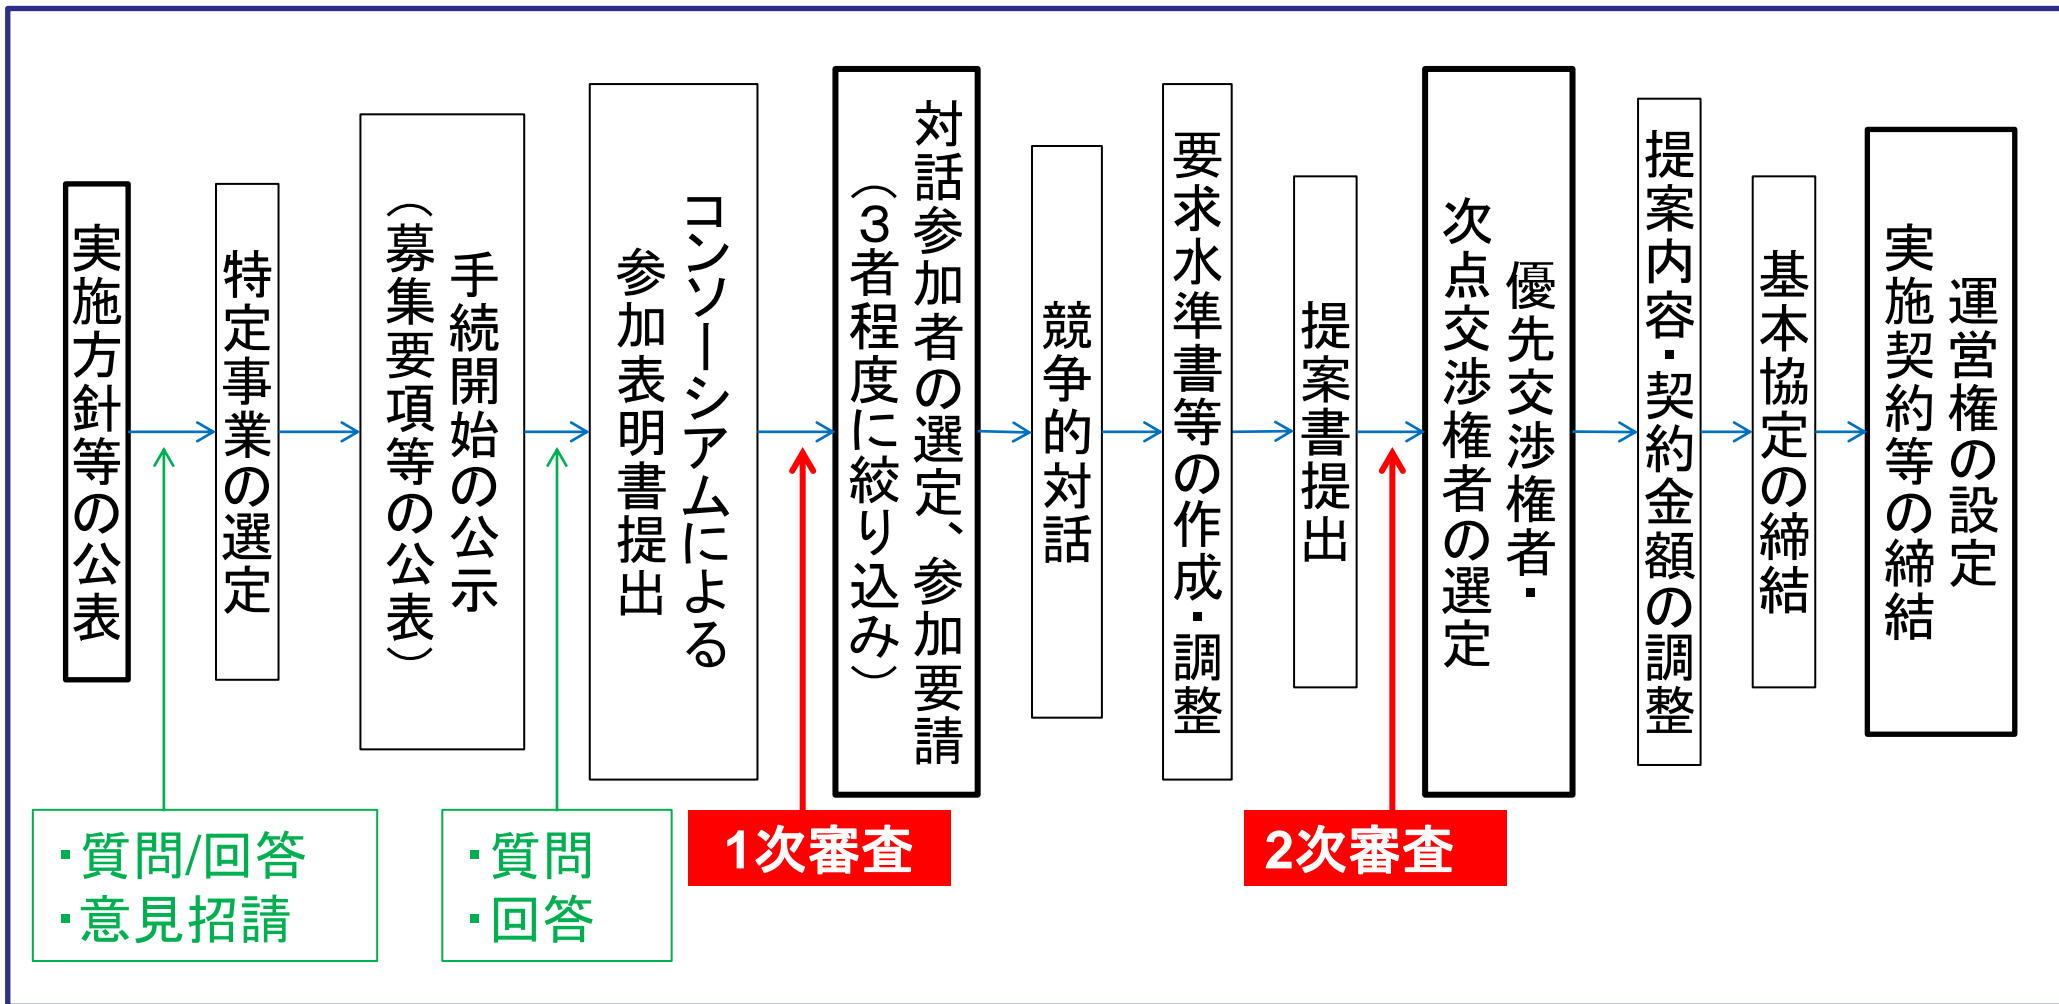 実施方針等の公表
特定事業の選定
手続開始の公示
（募集要項等の公表）
コンソーシアムによる
参加表明書提出
対話参加者の選定、参加要請
（３者程度に絞り込み）
競争的対話
要求水準書等の作成・調整
提案書提出
優先交渉権者・
次点交渉権者の選定
提案内容・契約金額の調整
基本協定の締結
運営権の設定
実施契約等の締結
・質問/回答
・意見招請
・質問
・回答
1次審査
2次審査